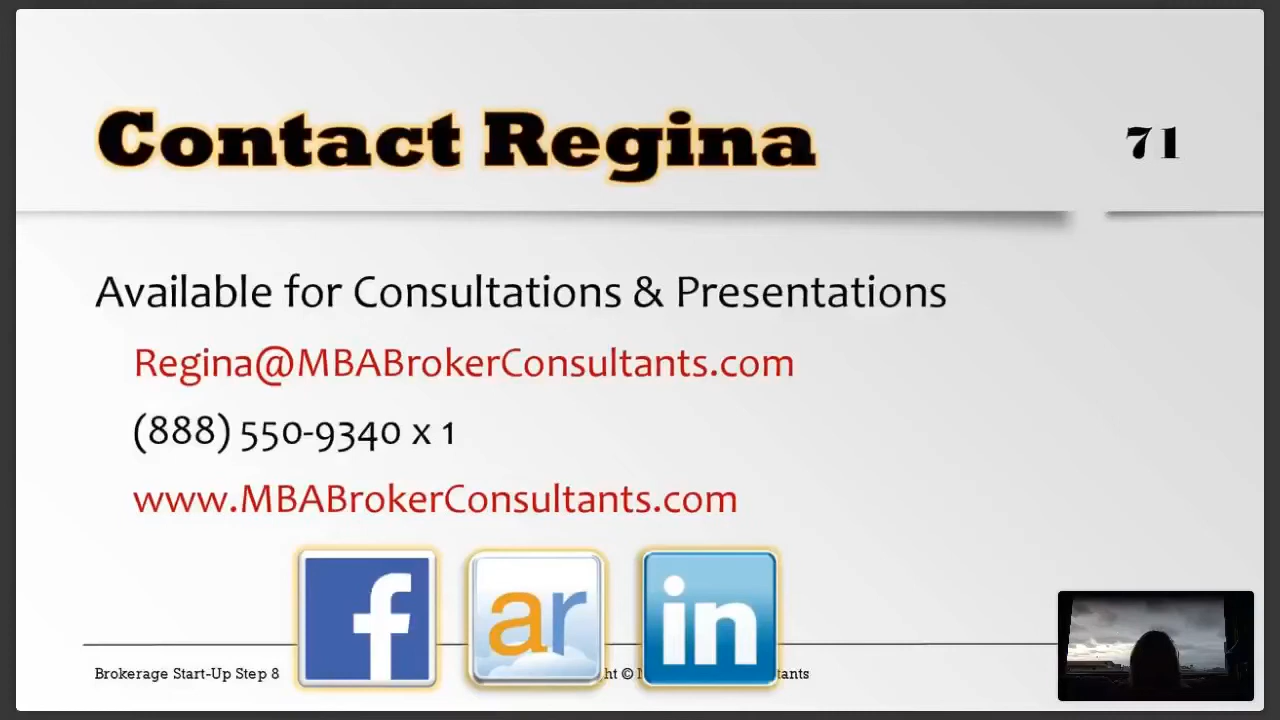 Contact Regina
71
Available for Consultations & Presentations
Regina@MBABrokerConsultants.com
(888) 550-9340 x 1
www.MBABrokerConsultants.com
f
ar
in
Brokerage Start-Up Step 8
©